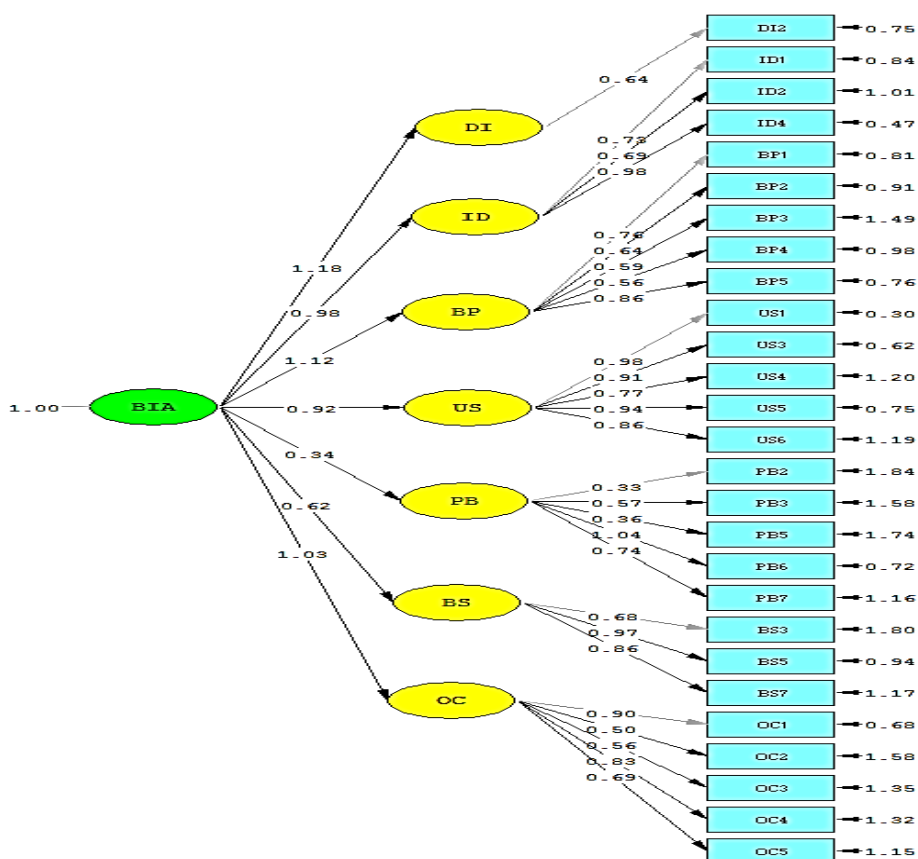 DI2 0.75
ID1 0.84
0.64
ID2 1.01
DI
ID4 0.47
0.73
0.69
0.98
BP1 0.81
BP2 0.91
ID
BP3 1.49
0.76
0.64
BP4 0.98
0.59
1.18
0.56
BP5 0.76
0.86
0.98
BP
US1 0.30
US3 0.62
1.12
0.98
0.91
US4 1.20
0.77
1.00 BIA 0.92 US 0.94 US5 0.75
0.86
US6 1.19
0.34
PB2 1.84
0.33
PB 0.57 PB3 1.58
0.62
0.36
PB5 1.74
1.04
0.74
1.03
PB6 0.72
PB7 1.16
BS
0.68
BS3 1.80
0.97
0.86
BS5 0.94
BS7 1.17
OC
0.90
OC1 0.68
0.50
0.56
OC2 1.58
0.83
0.69
OC3 1.35
OC4 1.32
OC5 1.15